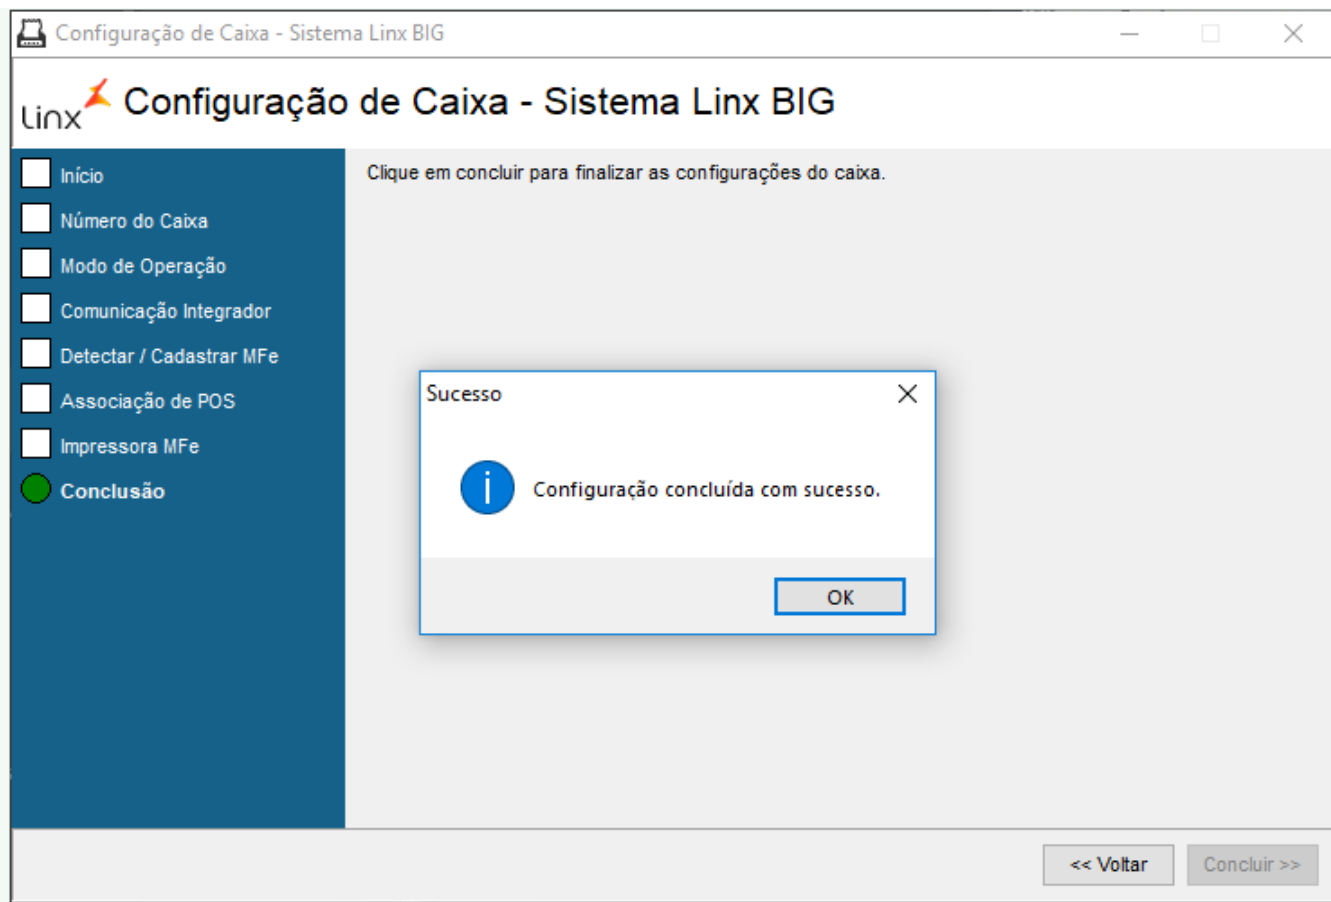 Configuração de Caixa - Sistema Linx BIG
Linx Configuração de Caixa - Sistema Linx BIG
Início
Número do Caixa
Modo de Operação
Comunicação Integrador
Detectar / Cadastrar MFe
Associação de POS
Impressora MFe
Conclusão
Clique em concluir para finalizar as configurações do caixa.
Sucesso
Configuração concluída com sucesso.
OK
<< Voltar
Concluir >>